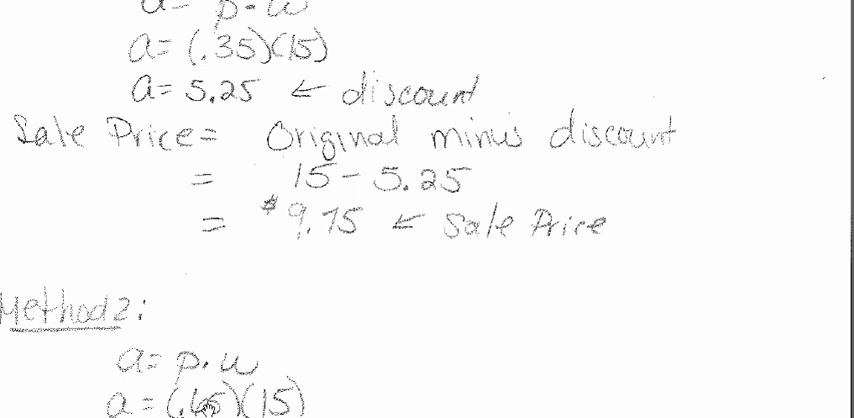 a = p · w
a = (.35)(15)
a = 5.25 ← discount
Sale Price = Original minus discount
= 15 - 5.25
= $9.75 ← Sale Price
Method 2:
a = p · w
a = (.65)(15)